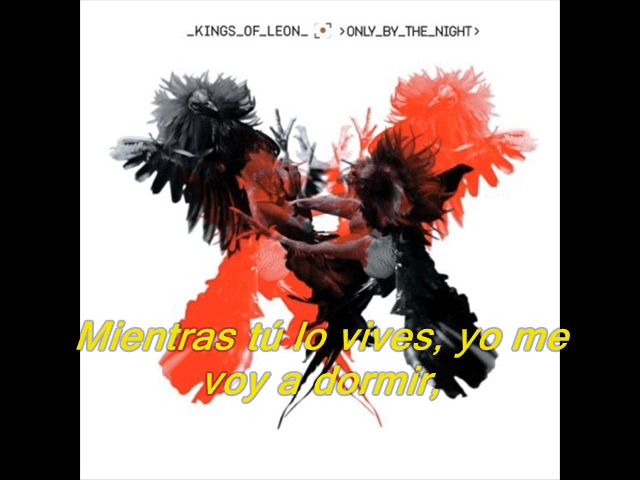 _KINGS_OF_LEON_ >ONLY_BY_THE_NIGHT>
Mientras tú lo vives, yo me
voy a dormir,